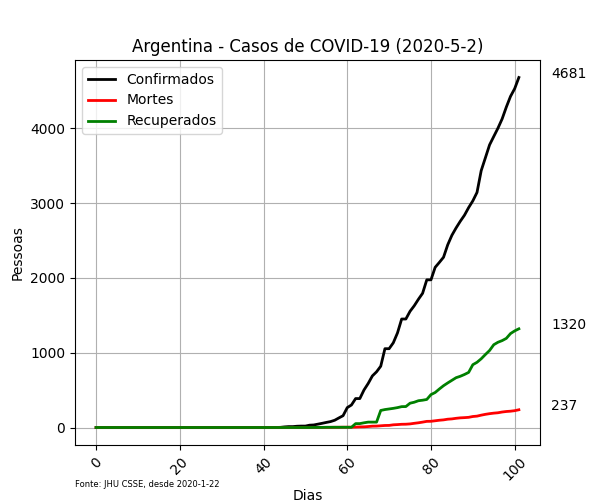 Argentina - Casos de COVID-19 (2020-5-2)
Confirmados
Mortes
Recuperados
4681
1320
237
Pessoas
4000
3000
2000
1000
0
0
20
40
60
80
100
Fonte: JHU CSSE, desde 2020-1-22
Dias